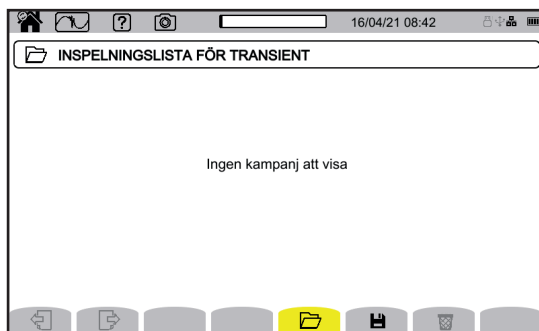 16/04/21 08:42
INSPELNINGSLISTA FÖR TRANSIENT
Ingen kampanj att visa